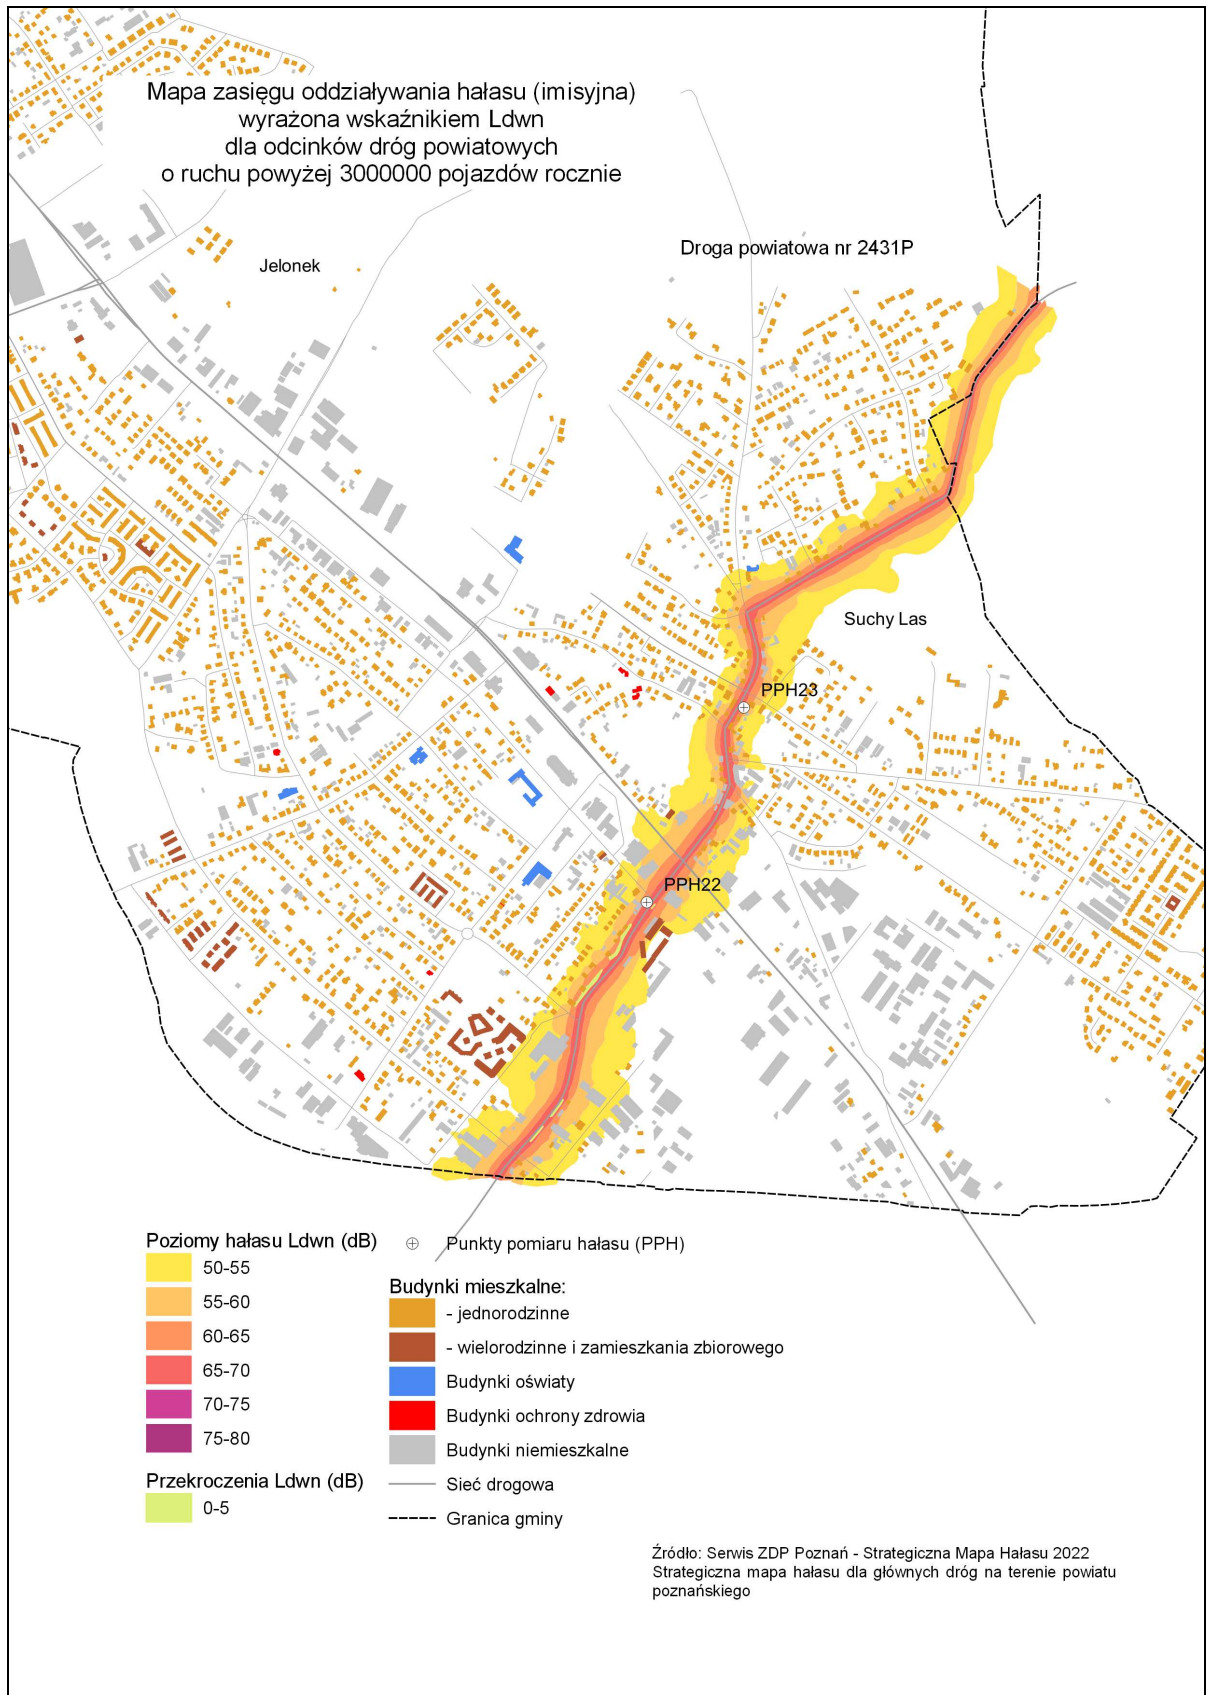 Mapa zasięgu oddziaływania hałasu (imisyjna)
wyrażona wskaźnikiem Ldwn
dla odcinków dróg powiatowych
o ruchu powyżej 3000000 pojazdów rocznie
Droga powiatowa nr 2431P
Jelonek
Suchy Las
PPH23
PPH22
Poziomy hałasu Ldwn (dB)
50-55
55-60
60-65
65-70
70-75
75-80
Przekroczenia Ldwn (dB)
0-5
Punkty pomiaru hałasu (PPH)
Budynki mieszkalne:
- jednorodzinne
- wielorodzinne i zamieszkania zbiorowego
Budynki oświaty
Budynki ochrony zdrowia
Budynki niemieszkalne
Sieć drogowa
Granica gminy
Źródło: Serwis ZDP Poznań - Strategiczna Mapa Hałasu 2022
Strategiczna mapa hałasu dla głównych dróg na terenie powiatu
poznańskiego